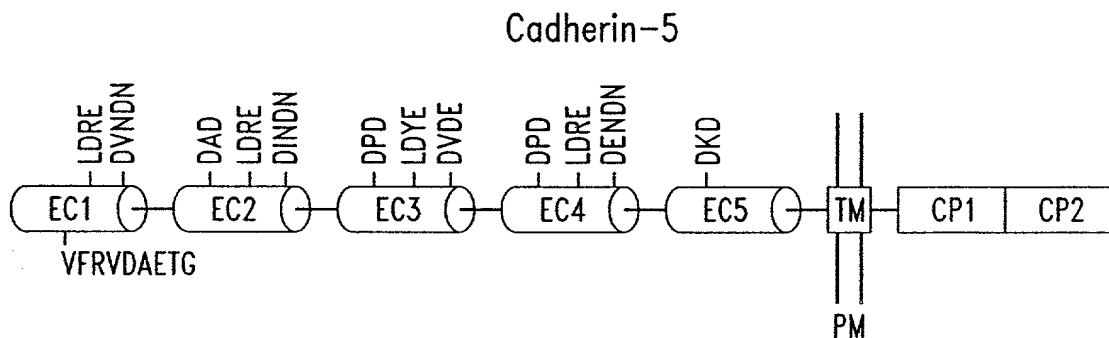 Cadherin-5
LDRE
DVNDN
DAD
LDRE
DINDN
DPD
LDYE
DVDE
DPD
LDRE
DENDN
DKD
EC1
EC2
EC3
EC4
EC5
TM
CP1
CP2
VFRVDAETG
PM